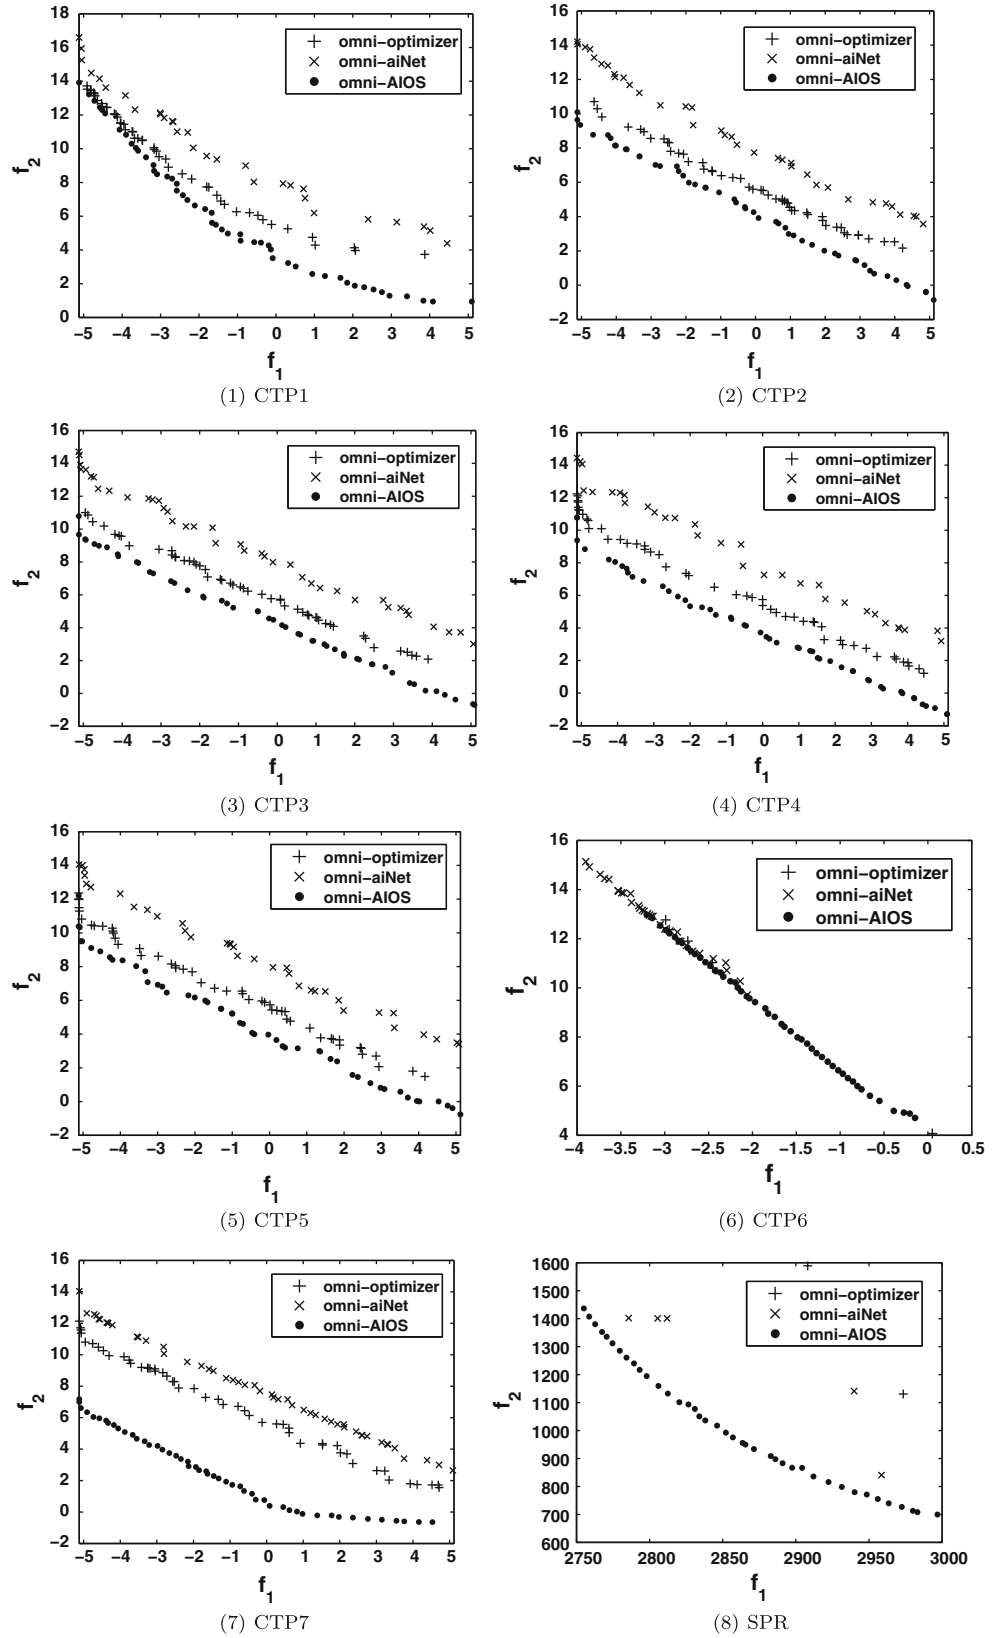 16
14
12
10
8
6
4
2
0
f2
omni-optimizer
omni-aiNet
omni-AIOS
−5 −4 −3 −2 −1 0 1 2 3 4 5
f1
(1) CTP1
16
14
12
10
8
6
4
2
0
−2
f2
omni-optimizer
omni-aiNet
omni-AIOS
−5 −4 −3 −2 −1 0 1 2 3 4 5
f1
(2) CTP2
16
14
12
10
8
6
4
2
0
−2
f2
omni-optimizer
omni-aiNet
omni-AIOS
−5 −4 −3 −2 −1 0 1 2 3 4 5
f1
(3) CTP3
16
14
12
10
8
6
4
2
0
−2
f2
omni-optimizer
omni-aiNet
omni-AIOS
−5 −4 −3 −2 −1 0 1 2 3 4 5
f1
(4) CTP4
16
14
12
10
8
6
4
2
0
−2
f2
omni-optimizer
omni-aiNet
omni-AIOS
−5 −4 −3 −2 −1 0 1 2 3 4 5
f1
(5) CTP5
16
14
12
10
8
6
4
f2
omni-optimizer
omni-aiNet
omni-AIOS
−4 −3.5 −3 −2.5 −2 −1.5 −1 −0.5 0 0.5
f1
(6) CTP6
16
14
12
10
8
6
4
2
0
−2
f2
omni-optimizer
omni-aiNet
omni-AIOS
−5 −4 −3 −2 −1 0 1 2 3 4 5
f1
(7) CTP7
1600
1500
1400
1300
1200
1100
1000
900
800
700
600
f2
omni-optimizer
omni-aiNet
omni-AIOS
2750 2800 2850 2900 2950 3000
f1
(8) SPR